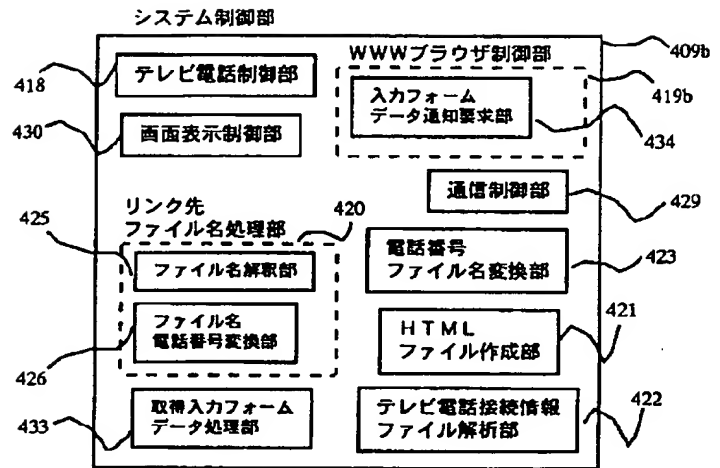 システム制御部
409b
418
テレビ電話制御部
WWWブラウザ制御部
419b
入力フォーム
データ通知要求部
434
430
画面表示制御部
通信制御部
429
リンク先
ファイル名処理部
420
425
ファイル名解釈部
電話番号
ファイル名変換部
423
ファイル名
電話番号変換部
426
HTML
ファイル作成部
421
取得入力フォーム
データ処理部
433
テレビ電話接続情報
ファイル解析部
422